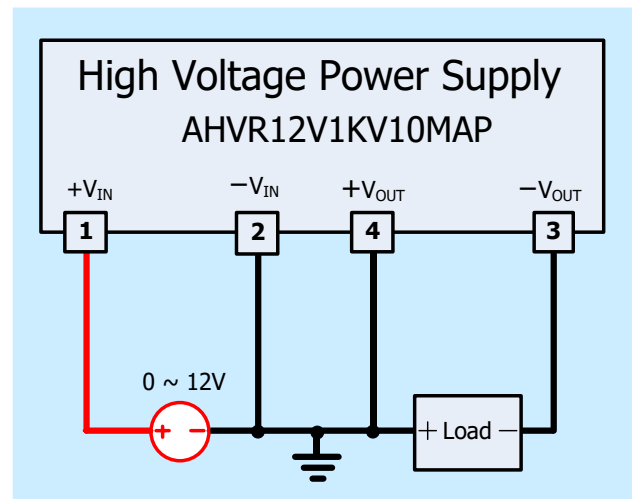 High Voltage Power Supply
AHVR12V1KV10MAP
+VIN −VIN +VOUT −VOUT
1 2 4 3
0 ~ 12V
+ −
+ Load −